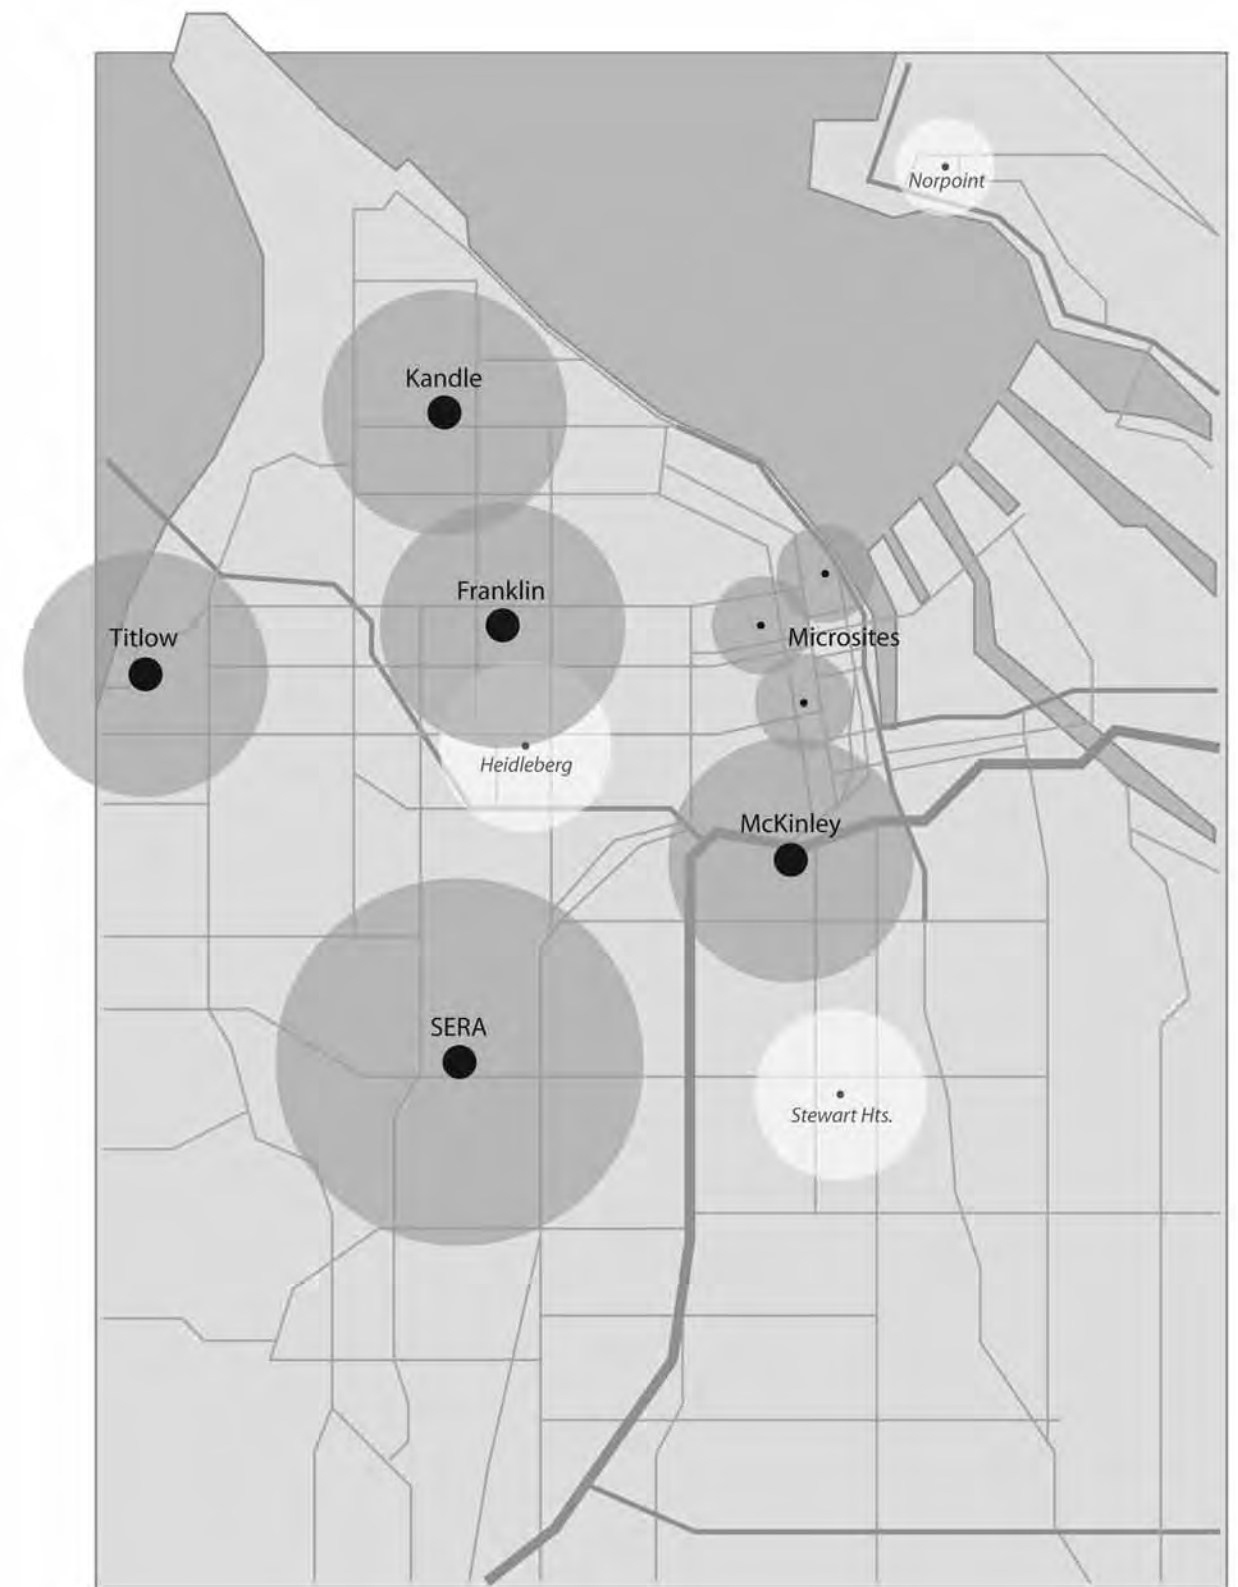 Norpoint
Kandle
Franklin
Titlow
Microsites
Heidleberg
McKinley
SERA
Stewart Hts.